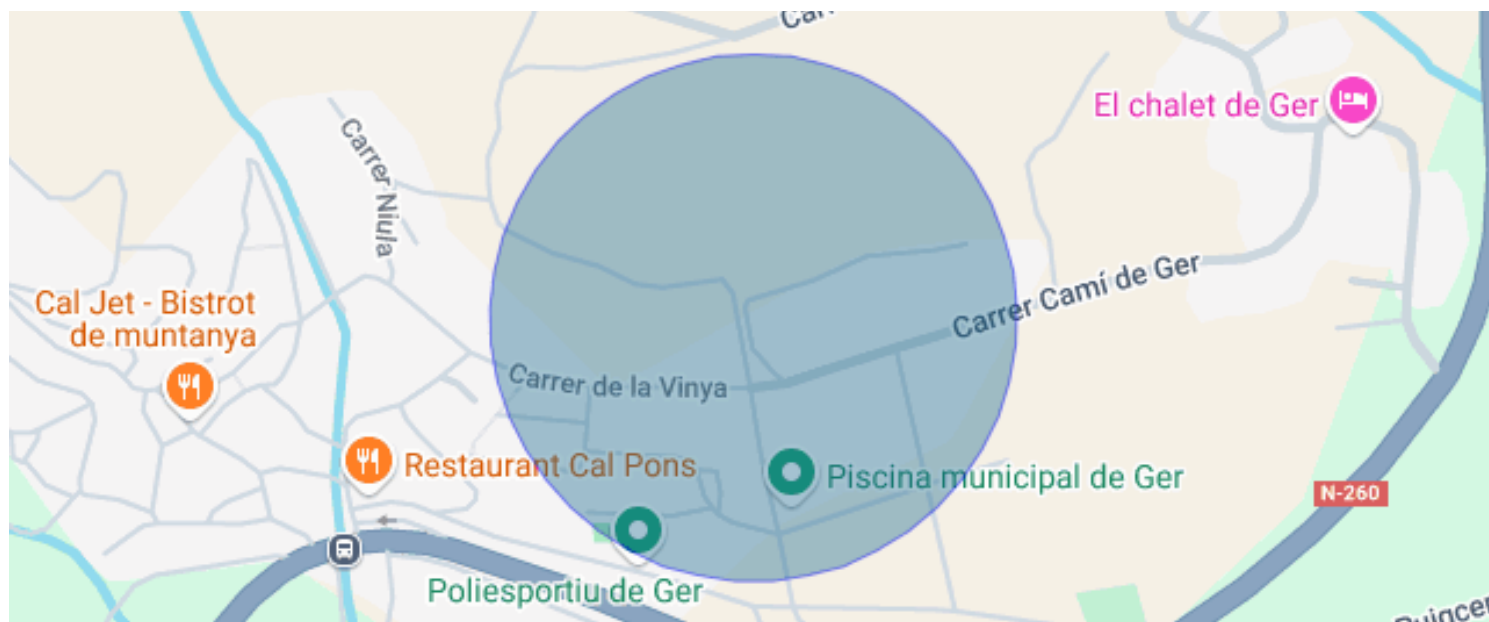 El chalet de Ger
Carrer Niula
Carrer Camí de Ger
Cal Jet - Bistrot
de muntanya
Carrer de la Vinya
Restaurant Cal Pons
Piscina municipal de Ger
N-260
Poliesportiu de Ger